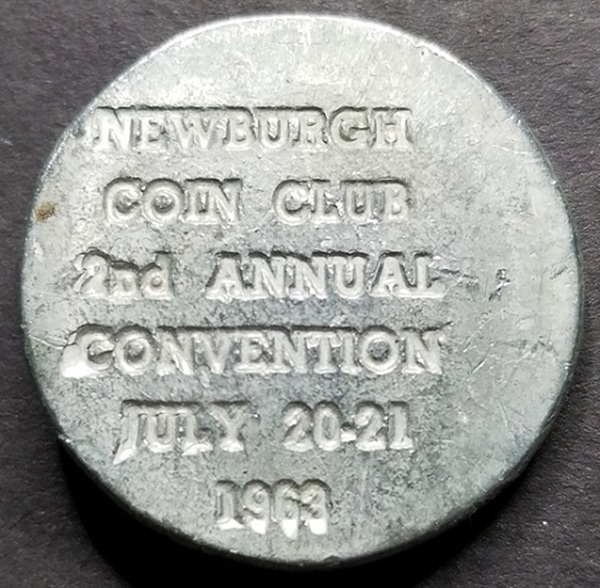 NEWBURGH
COIN CLUB
2nd ANNUAL
CONVENTION
JULY 20-21
1963